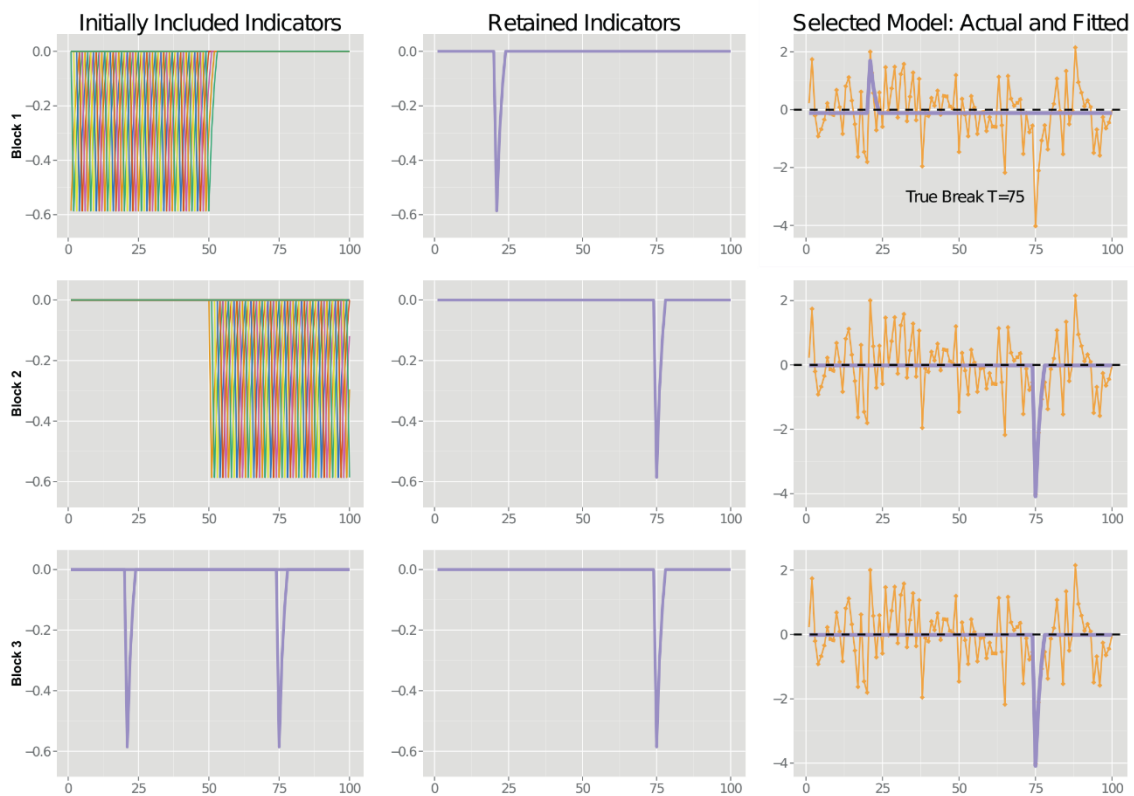 Initially Included Indicators
Retained Indicators
Selected Model: Actual and Fitted
Block 1
0.0
−0.2
−0.4
−0.6
0 25 50 75 100
0.0
−0.2
−0.4
−0.6
0 25 50 75 100
2
0
−2
−4
True Break T=75
0 25 50 75 100
Block 2
0.0
−0.2
−0.4
−0.6
0 25 50 75 100
0.0
−0.2
−0.4
−0.6
0 25 50 75 100
2
0
−2
−4
0 25 50 75 100
Block 3
0.0
−0.2
−0.4
−0.6
0 25 50 75 100
0.0
−0.2
−0.4
−0.6
0 25 50 75 100
2
0
−2
−4
0 25 50 75 100